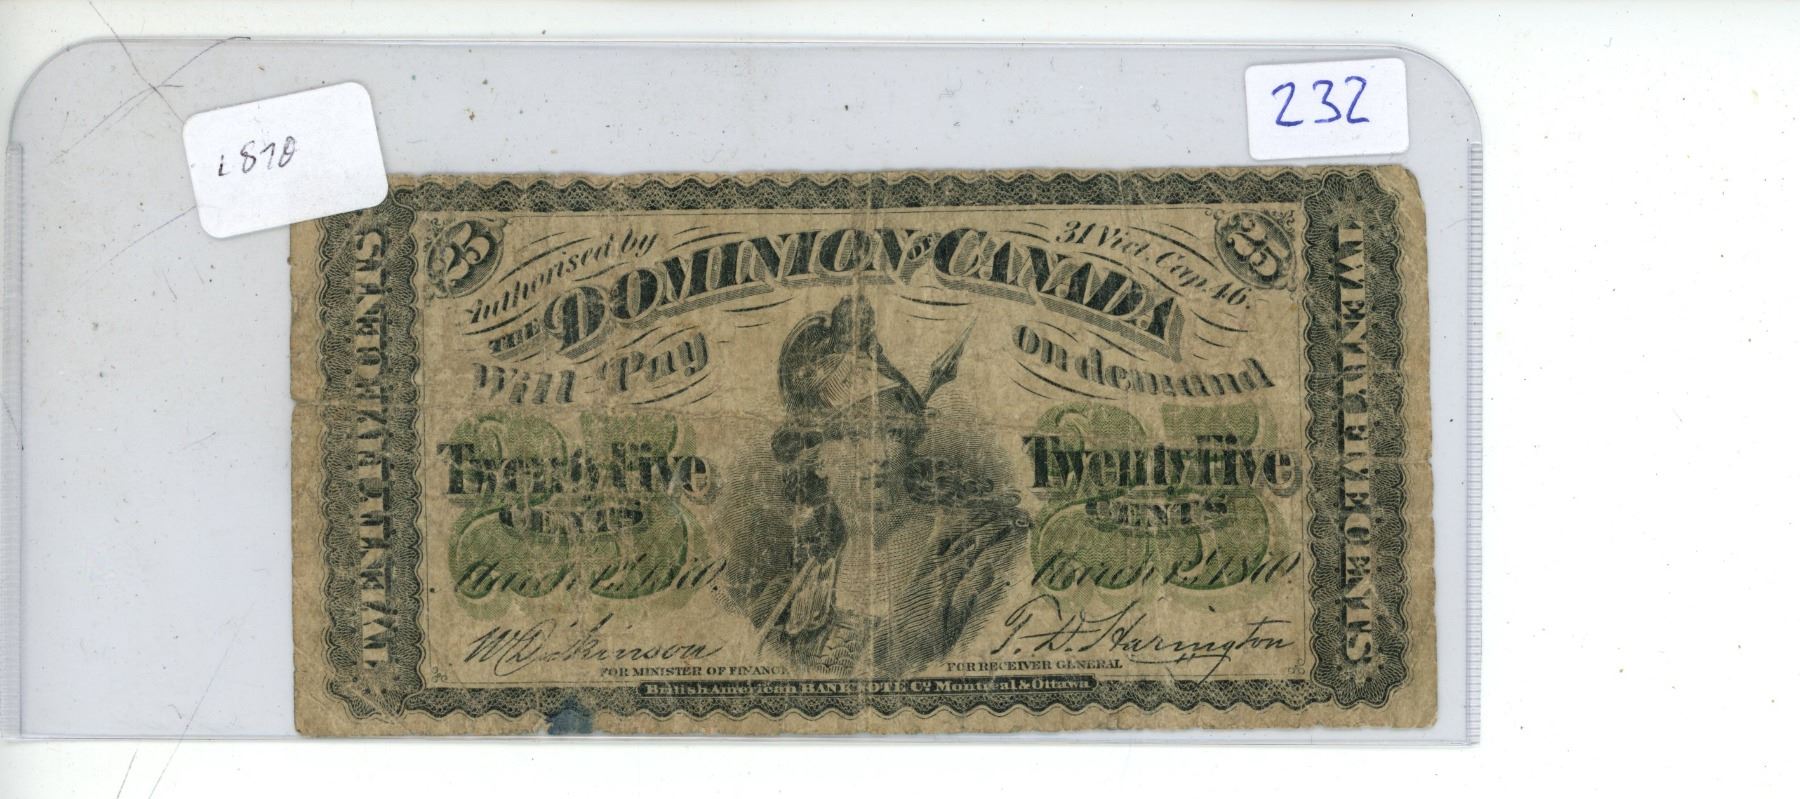 1870
232
25
25
Authorised by
31 Vict. Cap. 46.
THE DOMINION OF CANADA
Will Pay
on demand
Twenty Five
CENTS
Twenty Five
CENTS
March 1st, 1870.
March 1st, 1870.
W Dickinson
T. D. Harington
FOR MINISTER OF FINANCE
FOR RECEIVER GENERAL
British American BANK NOTE Co. Montreal & Ottawa
TWENTY FIVE CENTS
TWENTY FIVE CENTS